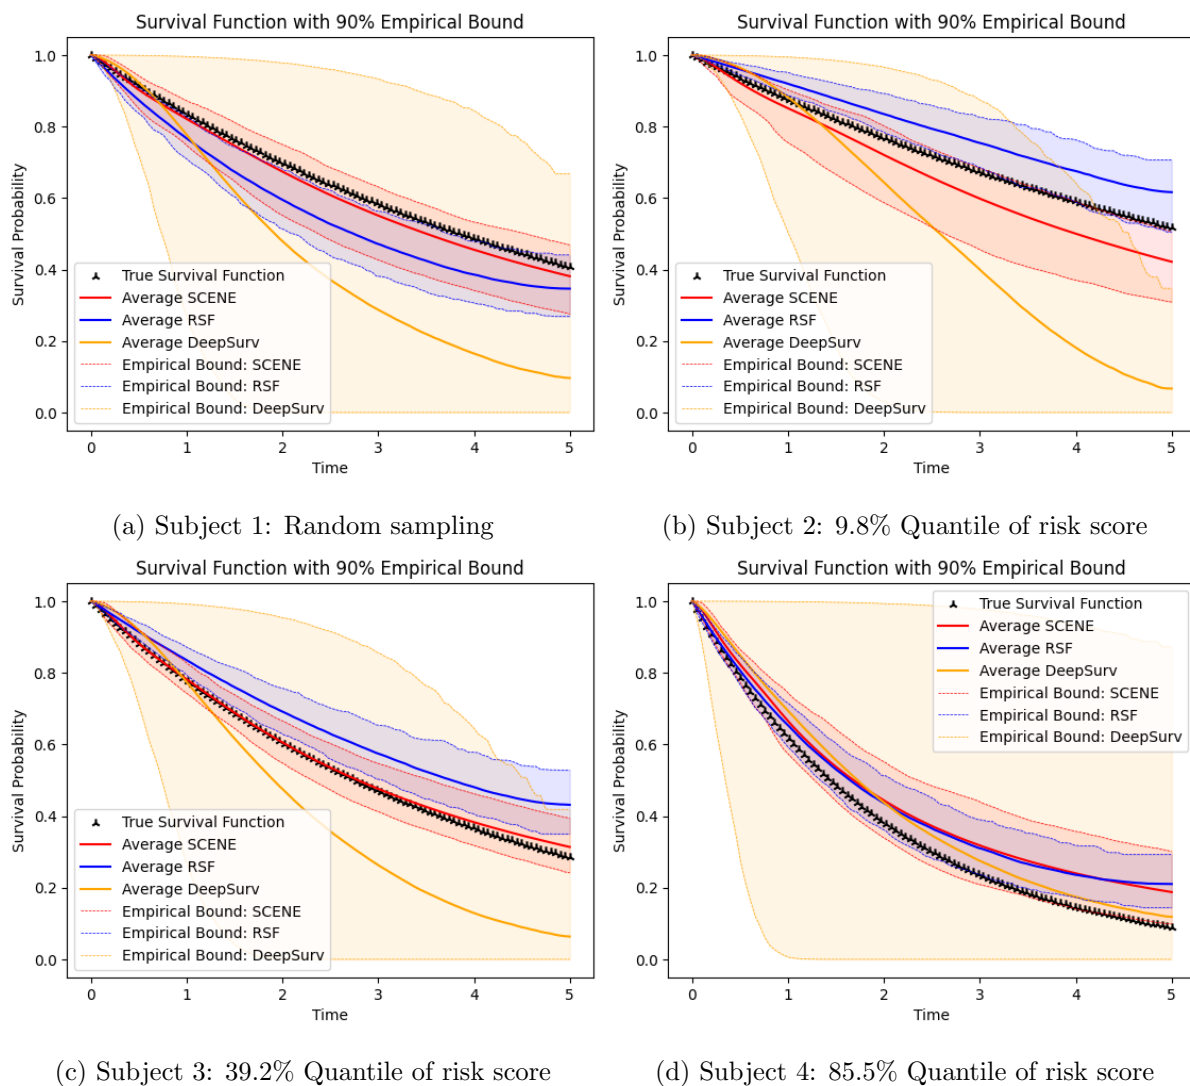 Survival Function with 90% Empirical Bound
Survival Probability
1.0
0.8
0.6
0.4
0.2
0.0
True Survival Function
Average SCENE
Average RSF
Average DeepSurv
Empirical Bound: SCENE
Empirical Bound: RSF
Empirical Bound: DeepSurv
0 1 2 3 4 5
Time
(a) Subject 1: Random sampling
Survival Function with 90% Empirical Bound
Survival Probability
1.0
0.8
0.6
0.4
0.2
0.0
True Survival Function
Average SCENE
Average RSF
Average DeepSurv
Empirical Bound: SCENE
Empirical Bound: RSF
Empirical Bound: DeepSurv
0 1 2 3 4 5
Time
(b) Subject 2: 9.8% Quantile of risk score
Survival Function with 90% Empirical Bound
Survival Probability
1.0
0.8
0.6
0.4
0.2
0.0
True Survival Function
Average SCENE
Average RSF
Average DeepSurv
Empirical Bound: SCENE
Empirical Bound: RSF
Empirical Bound: DeepSurv
0 1 2 3 4 5
Time
(c) Subject 3: 39.2% Quantile of risk score
Survival Function with 90% Empirical Bound
Survival Probability
1.0
0.8
0.6
0.4
0.2
0.0
True Survival Function
Average SCENE
Average RSF
Average DeepSurv
Empirical Bound: SCENE
Empirical Bound: RSF
Empirical Bound: DeepSurv
0 1 2 3 4 5
Time
(d) Subject 4: 85.5% Quantile of risk score